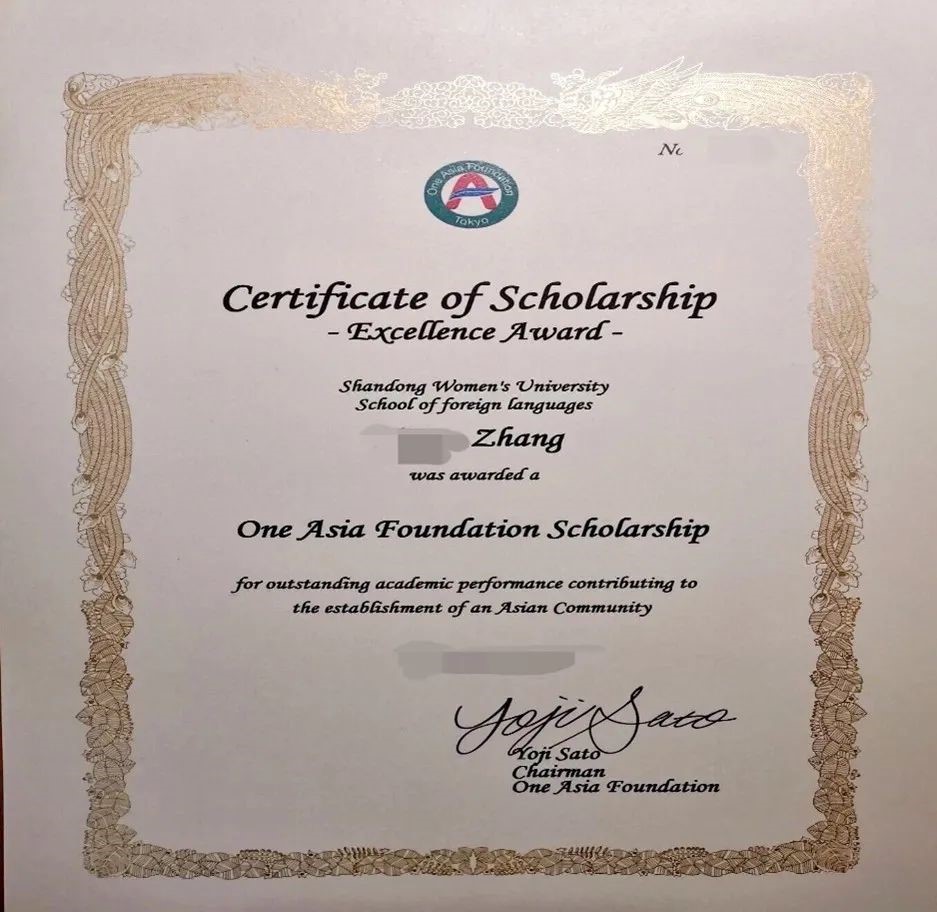 One Asia Foundation
Tokyo
Certificate of Scholarship
- Excellence Award -
Shandong Women's University
School of foreign languages
Zhang
was awarded a
One Asia Foundation Scholarship
for outstanding academic performance contributing to
the establishment of an Asian Community
Yoji Sato
Yoji Sato
Chairman
One Asia Foundation